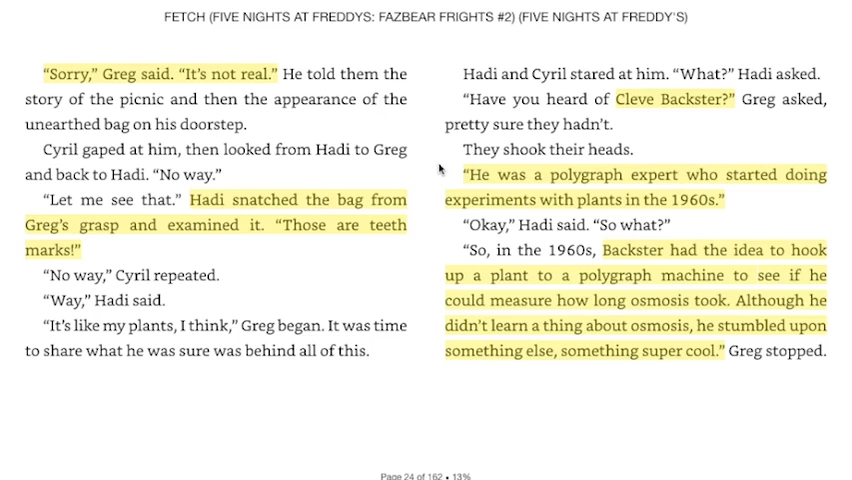 FETCH (FIVE NIGHTS AT FREDDYS: FAZBEAR FRIGHTS #2) (FIVE NIGHTS AT FREDDY'S)
“Sorry,” Greg said. “It’s not real.” He told them the
story of the picnic and then the appearance of the
unearthed bag on his doorstep.
Cyril gaped at him, then looked from Hadi to Greg
and back to Hadi. “No way.”
“Let me see that.” Hadi snatched the bag from
Greg’s grasp and examined it. “Those are teeth
marks!”
“No way,” Cyril repeated.
“Way,” Hadi said.
“It’s like my plants, I think,” Greg began. It was time
to share what he was sure was behind all of this.
Hadi and Cyril stared at him. “What?” Hadi asked.
“Have you heard of Cleve Backster?” Greg asked,
pretty sure they hadn’t.
They shook their heads.
“He was a polygraph expert who started doing
experiments with plants in the 1960s.”
“Okay,” Hadi said. “So what?”
“So, in the 1960s, Backster had the idea to hook
up a plant to a polygraph machine to see if he
could measure how long osmosis took. Although he
didn’t learn a thing about osmosis, he stumbled upon
something else, something super cool.” Greg stopped.
Page 24 of 162 • 13%